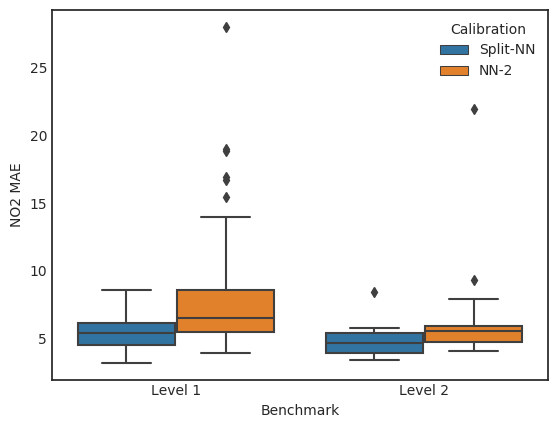 Calibration
Split-NN
NN-2
NO2 MAE
25
20
15
10
5
Level 1
Level 2
Benchmark